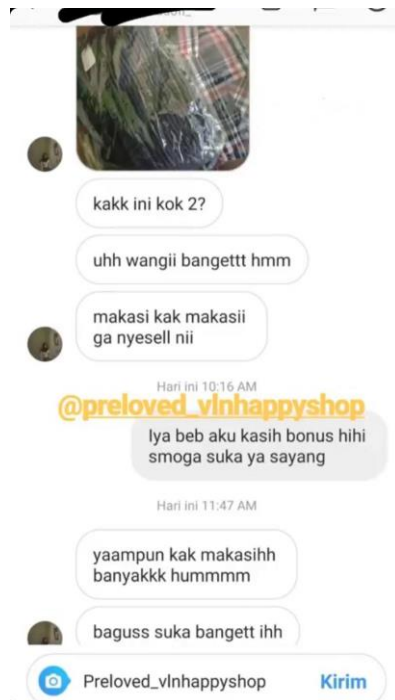 kakk ini kok 2?
uhh wangii bangettt hmm
makasi kak makasii
ga nyesell nii
Hari ini 10:16 AM
@preloved_vlnhappyshop
Iya beb aku kasih bonus hihi
smoga suka ya sayang
Hari ini 11:47 AM
yaampun kak makasihh
banyakkk hummmm
baguss suka bangett ihh
Preloved_vlnhappyshop
Kirim